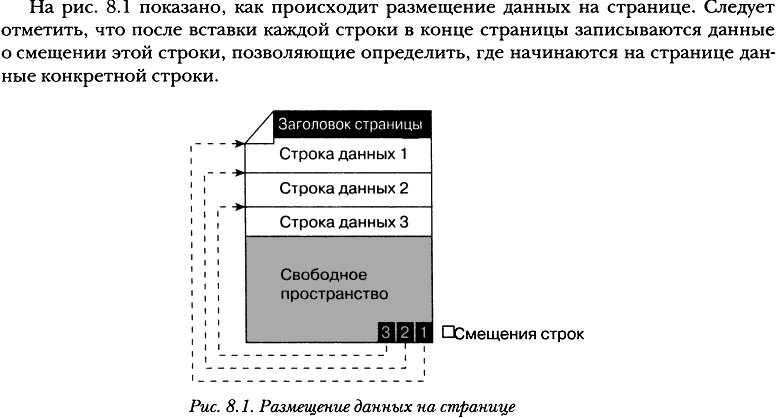 На рис. 8.1 показано, как происходит размещение данных на странице. Следует
отметить, что после вставки каждой строки в конце страницы записываются данные
о смещении этой строки, позволяющие определить, где начинаются на странице дан-
ные конкретной строки.
Заголовок страницы
Строка данных 1
Строка данных 2
Строка данных 3
Свободное
пространство
3 2 1 Смещения строк
Рис. 8.1. Размещение данных на странице